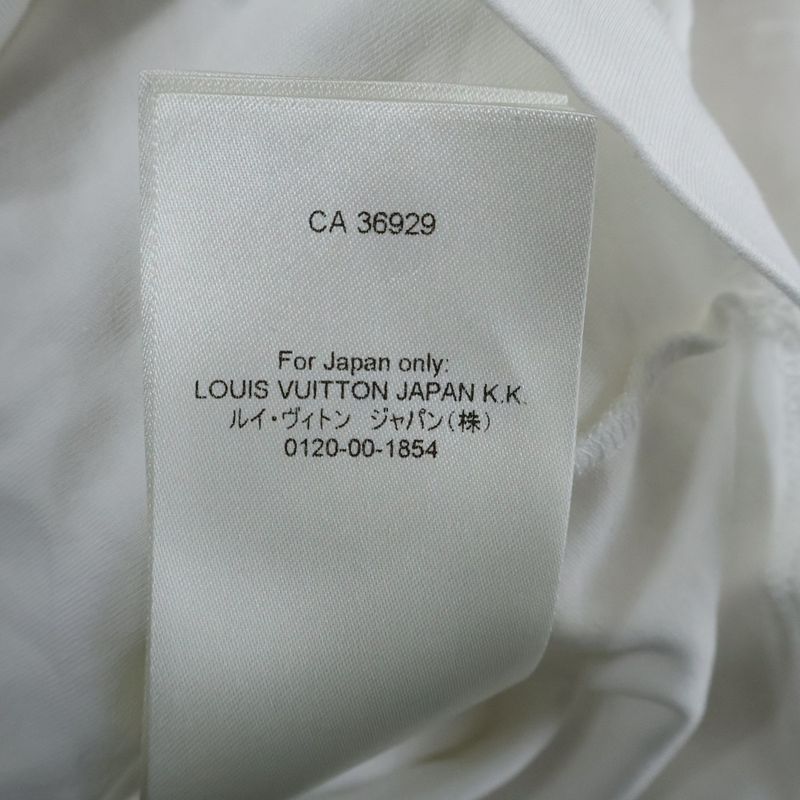 CA 36929
For Japan only:
LOUIS VUITTON JAPAN K.K.
ルイ・ヴィトン ジャパン(株)
0120-00-1854